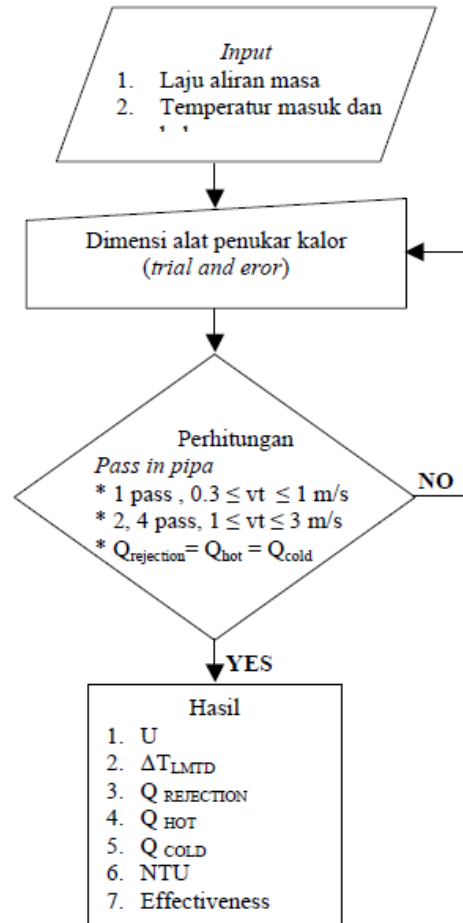 Input
1. Laju aliran masa
2. Temperatur masuk dan
Dimensi alat penukar kalor
(trial and eror)
Perhitungan
Pass in pipa
* 1 pass , 0.3 ≤ vt ≤ 1 m/s
* 2, 4 pass, 1 ≤ vt ≤ 3 m/s
* Qrejection= Qhot = Qcold
NO
YES
Hasil
1. U
2. ΔTLMTD
3. Q REJECTION
4. Q HOT
5. Q COLD
6. NTU
7. Effectiveness